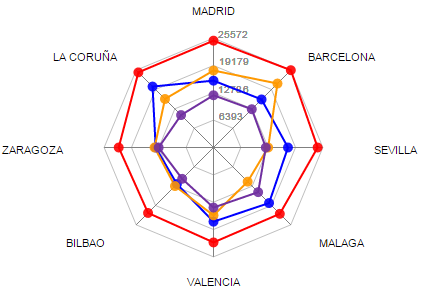 MADRID
25572
LA CORUÑA
BARCELONA
19179
12786
6393
ZARAGOZA
SEVILLA
BILBAO
MALAGA
VALENCIA